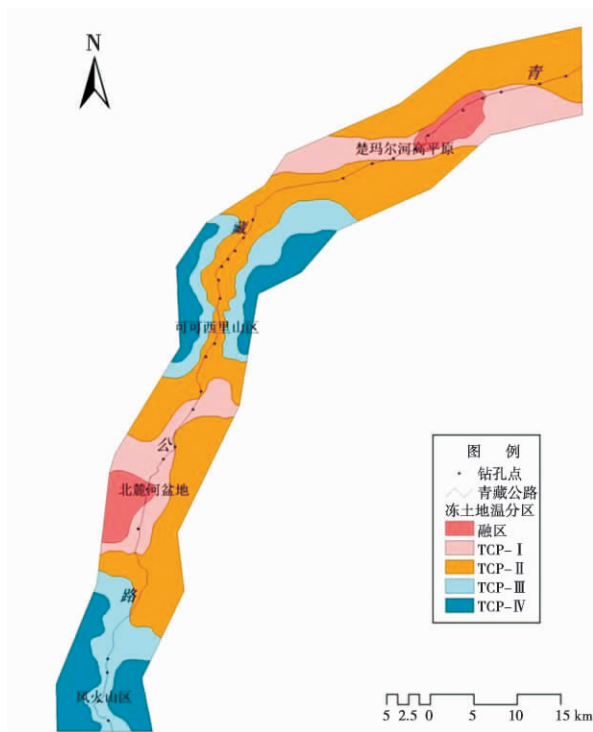 N
青
楚玛尔河高平原
藏
可可西里山区
公
北麓河盆地
路
风火山区
图 例
钻孔点
青藏公路
冻土地温分区
融区
TCP-Ⅰ
TCP-Ⅱ
TCP-Ⅲ
TCP-Ⅳ
5 2.5 0 5 10 15 km